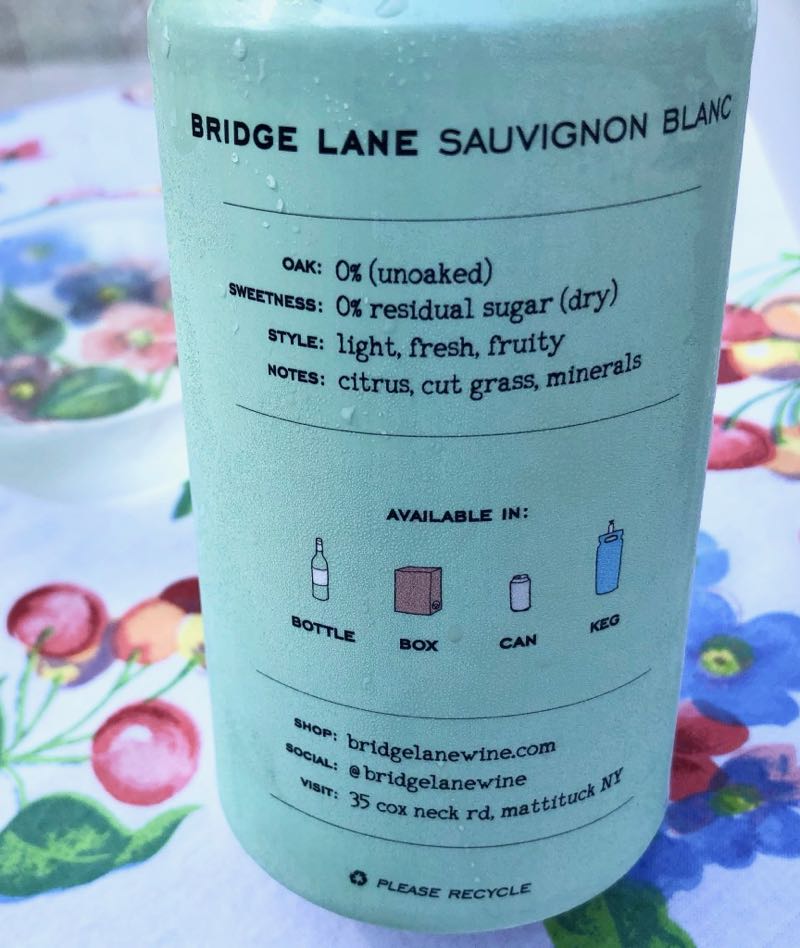 BRIDGE LANE SAUVIGNON BLANC
OAK: 0% (unoaked)
SWEETNESS: 0% residual sugar (dry)
STYLE: light, fresh, fruity
NOTES: citrus, cut grass, minerals
AVAILABLE IN:
BOTTLE BOX CAN KEG
SHOP: bridgelanewine.com
SOCIAL: @bridgelanewine
VISIT: 35 cox neck rd, mattituck NY
PLEASE RECYCLE